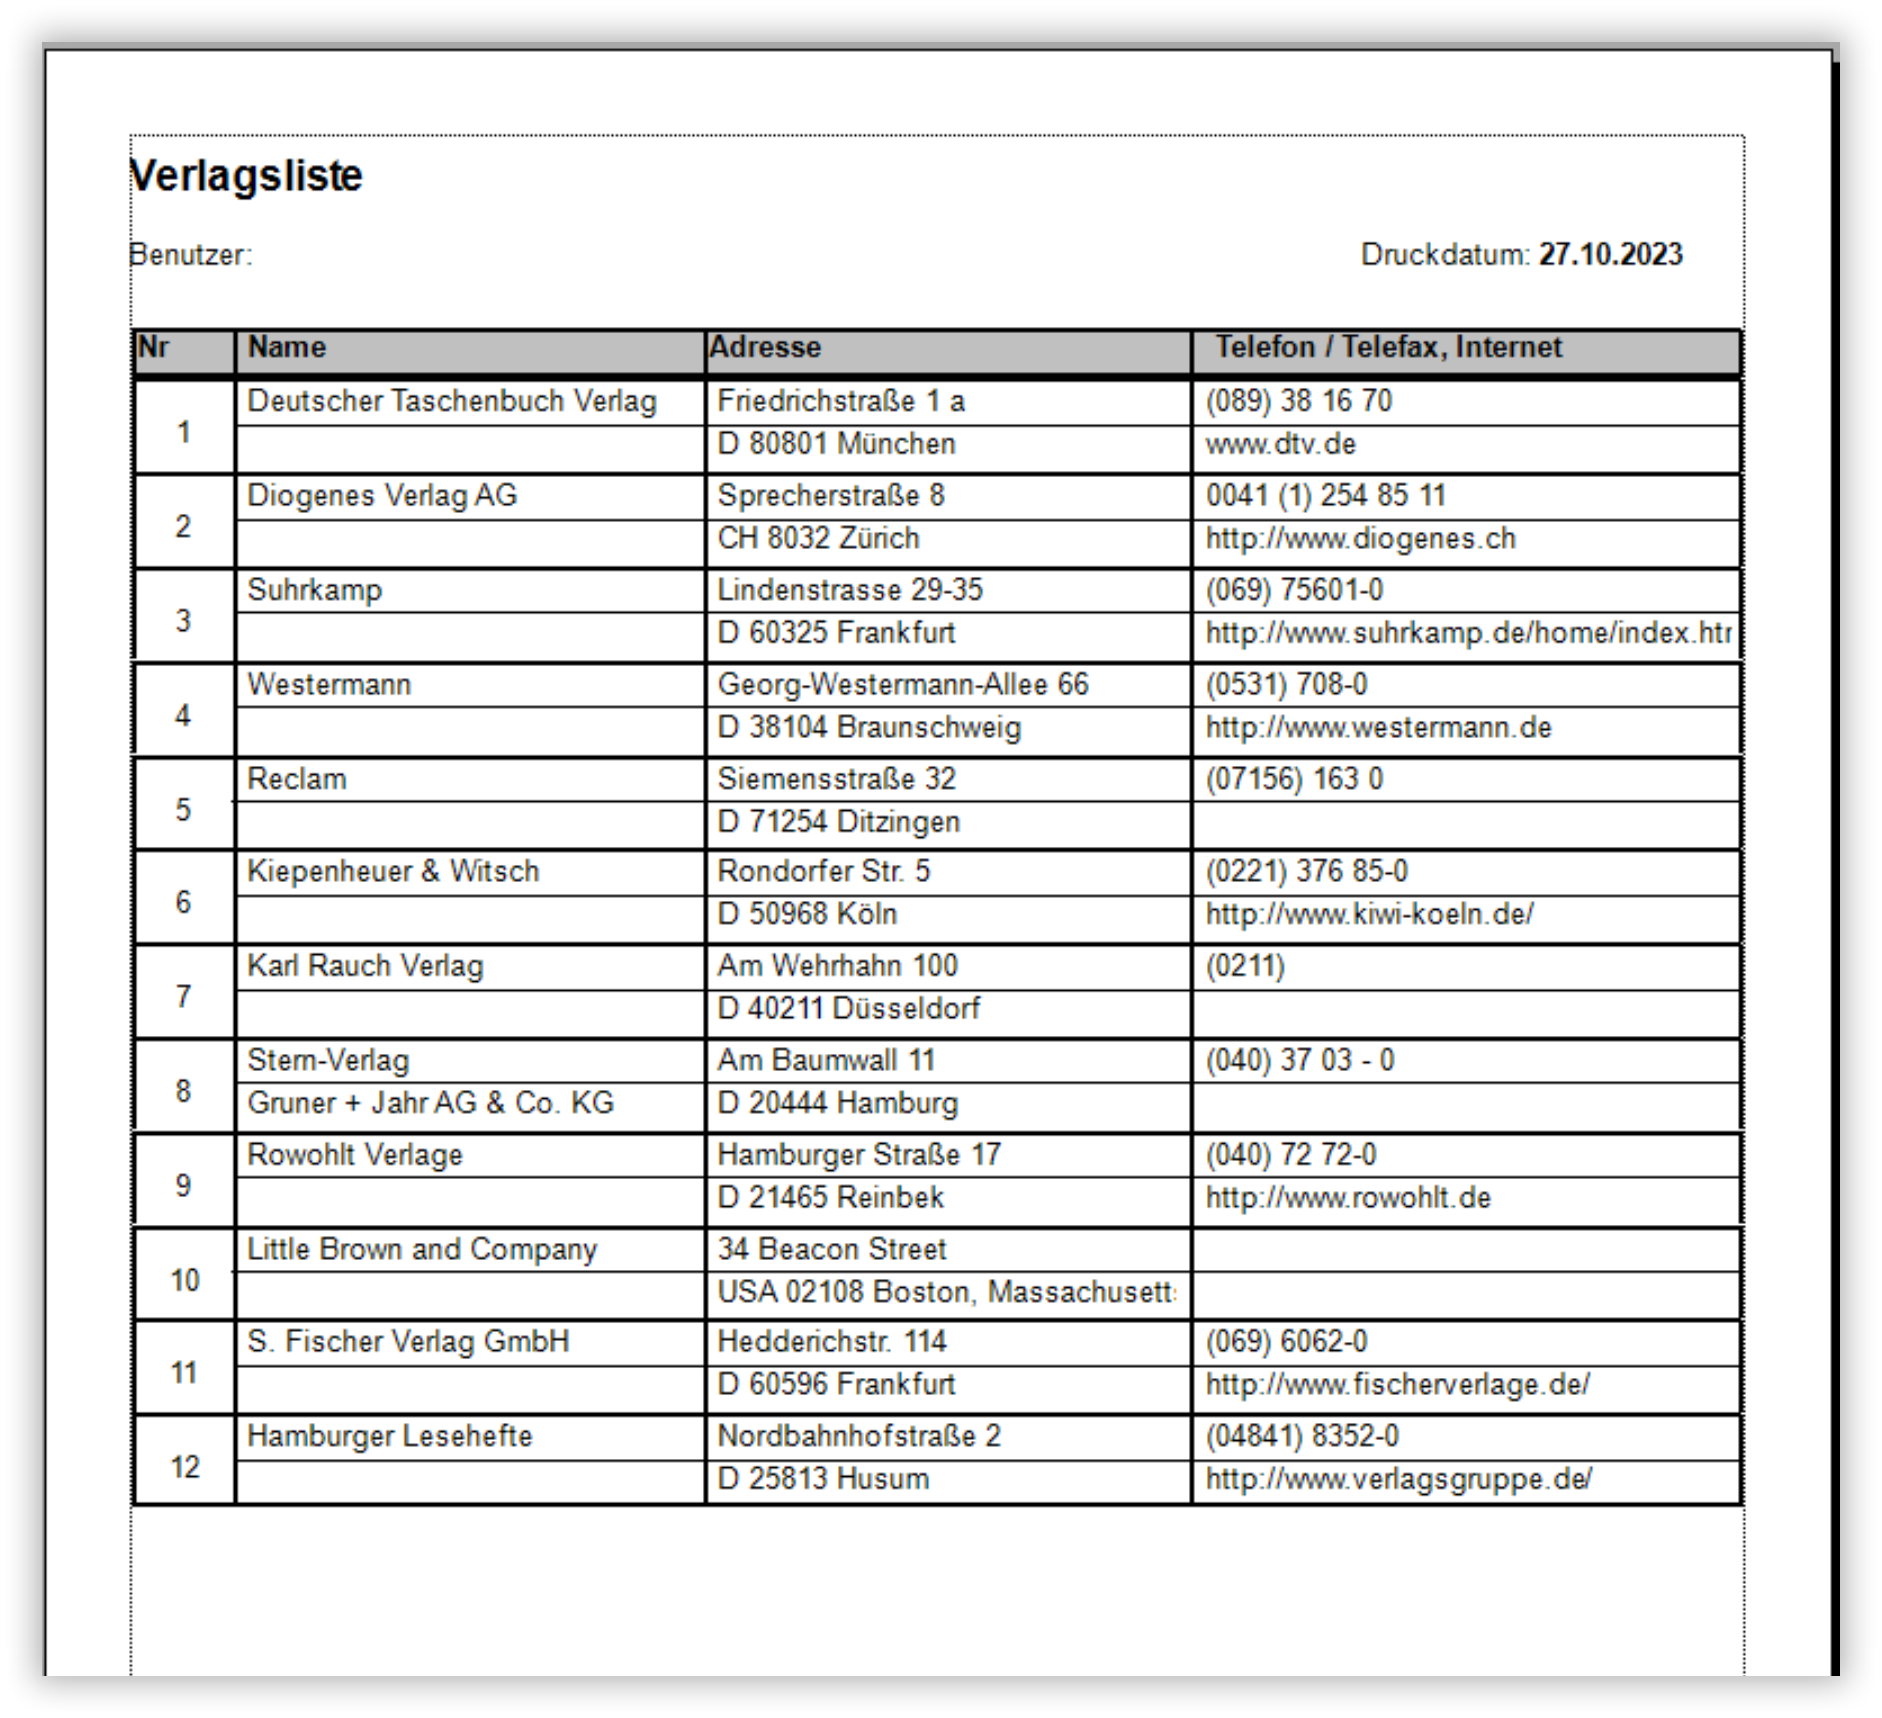 Verlagsliste
Benutzer: Druckdatum: 27.10.2023
Nr Name Adresse Telefon / Telefax, Internet
1 Deutscher Taschenbuch Verlag Friedrichstraße 1 a (089) 38 16 70
D 80801 München www.dtv.de
2 Diogenes Verlag AG Sprecherstraße 8 0041 (1) 254 85 11
CH 8032 Zürich http://www.diogenes.ch
3 Suhrkamp Lindenstrasse 29-35 (069) 75601-0
D 60325 Frankfurt http://www.suhrkamp.de/home/index.htr
4 Westermann Georg-Westermann-Allee 66 (0531) 708-0
D 38104 Braunschweig http://www.westermann.de
5 Reclam Siemensstraße 32 (07156) 163 0
D 71254 Ditzingen
6 Kiepenheuer & Witsch Rondorfer Str. 5 (0221) 376 85-0
D 50968 Köln http://www.kiwi-koeln.de/
7 Karl Rauch Verlag Am Wehrhahn 100 (0211)
D 40211 Düsseldorf
8 Stern-Verlag Am Baumwall 11 (040) 37 03 - 0
Gruner + Jahr AG & Co. KG D 20444 Hamburg
9 Rowohlt Verlage Hamburger Straße 17 (040) 72 72-0
D 21465 Reinbek http://www.rowohlt.de
10 Little Brown and Company 34 Beacon Street
USA 02108 Boston, Massachusetts
11 S. Fischer Verlag GmbH Hedderichstr. 114 (069) 6062-0
D 60596 Frankfurt http://www.fischerverlage.de/
12 Hamburger Lesehefte Nordbahnhofstraße 2 (04841) 8352-0
D 25813 Husum http://www.verlagsgruppe.de/